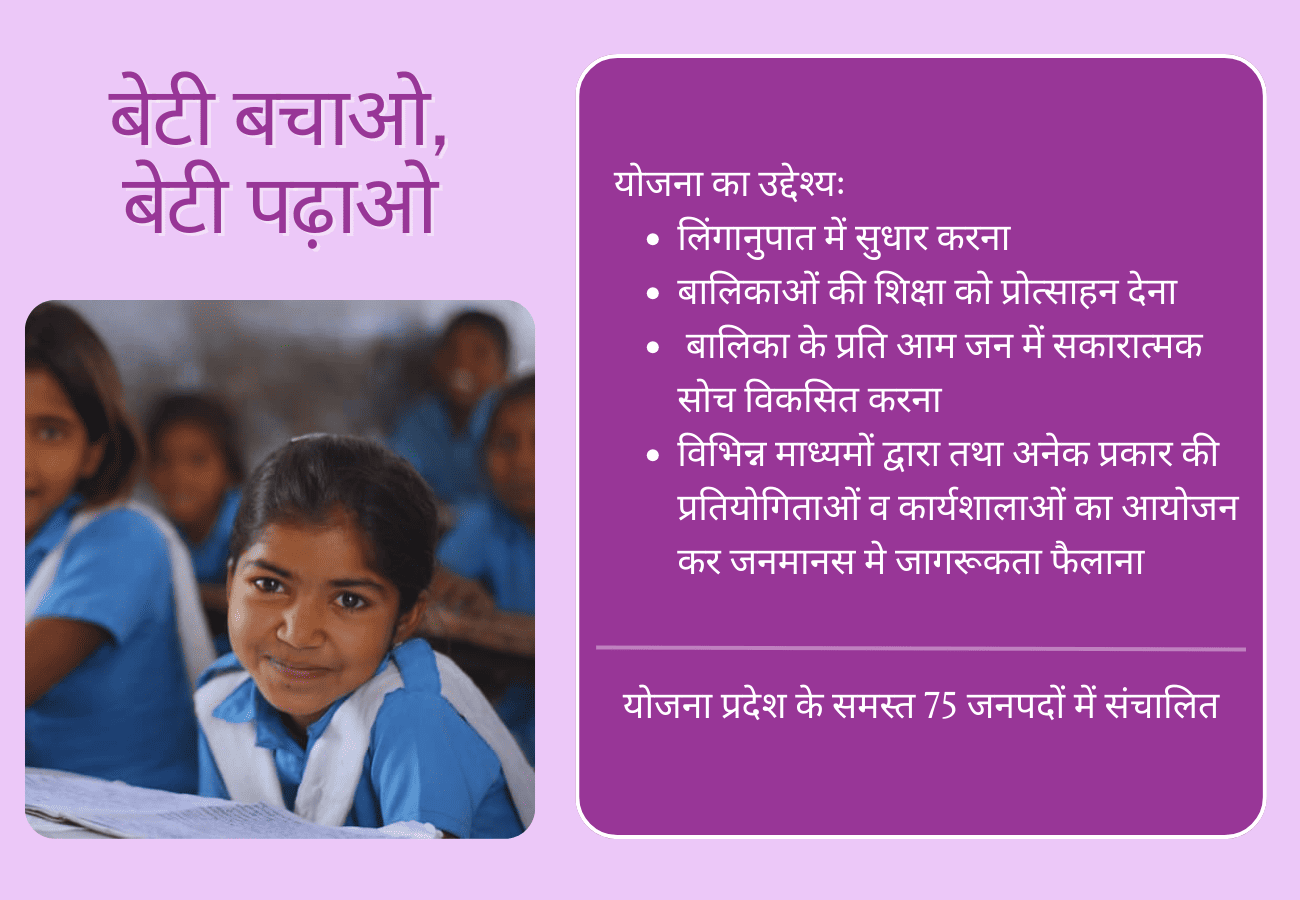 बेटी बचाओ,
बेटी पढ़ाओ
योजना का उद्देश्यः
• लिंगानुपात में सुधार करना
• बालिकाओं की शिक्षा को प्रोत्साहन देना
• बालिका के प्रति आम जन में सकारात्मक
सोच विकसित करना
• विभिन्न माध्यमों द्वारा तथा अनेक प्रकार की
प्रतियोगिताओं व कार्यशालाओं का आयोजन
कर जनमानस मे जागरूकता फैलाना
योजना प्रदेश के समस्त 75 जनपदों में संचालित